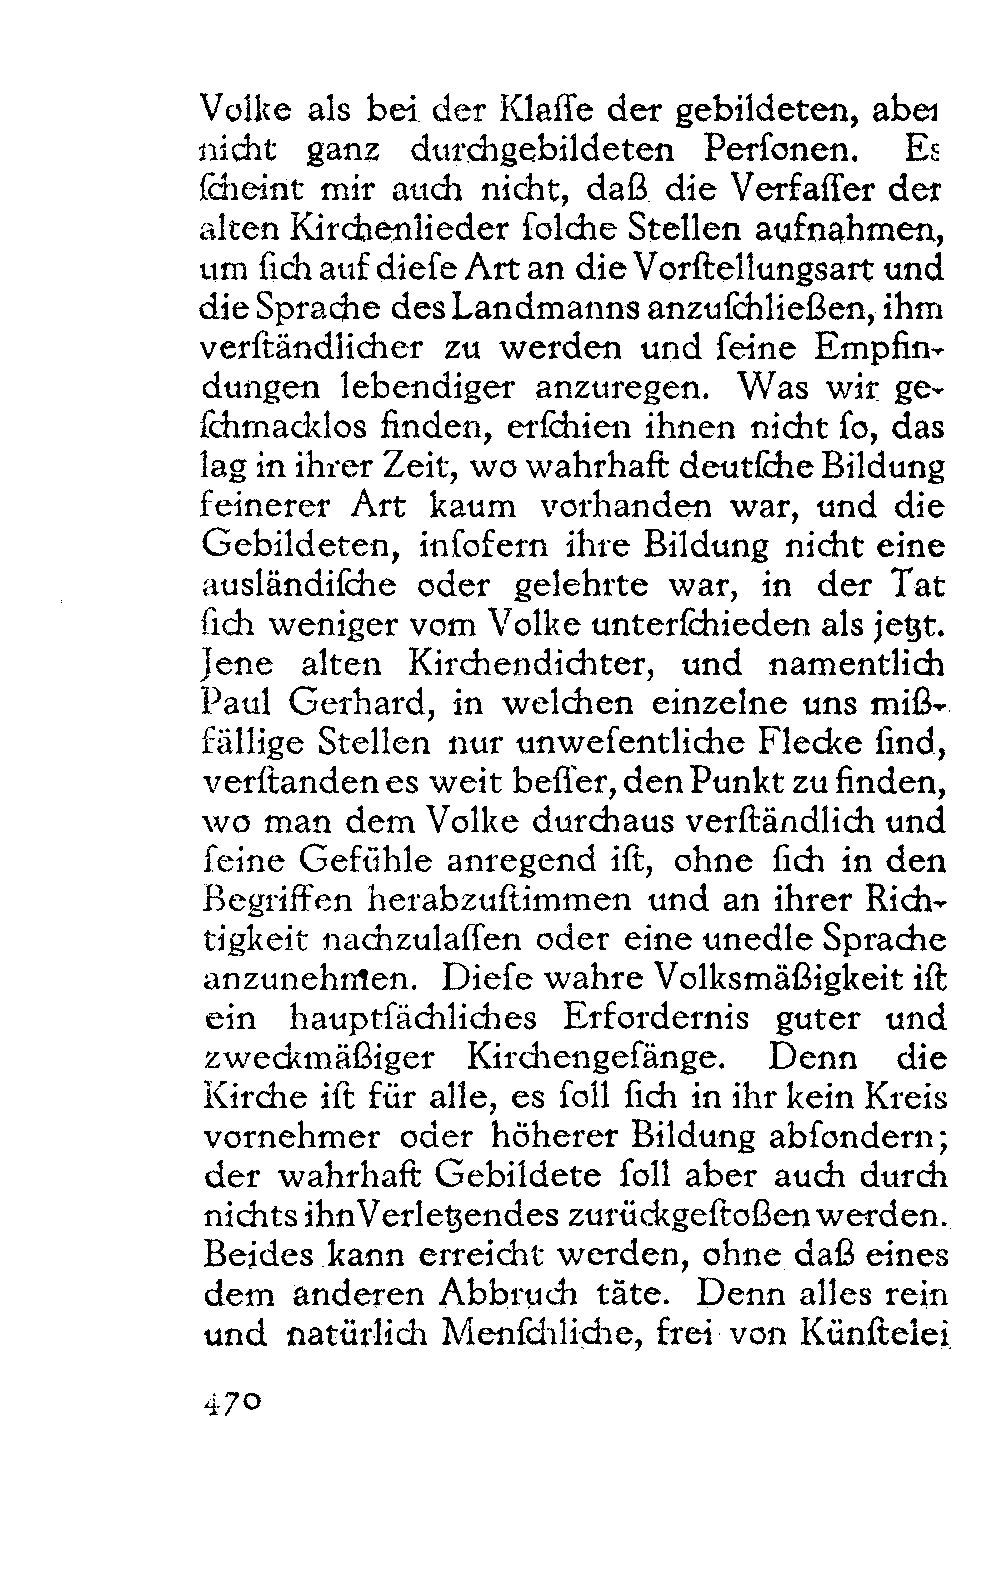 Volke als bei der Klaſſe der gebildeten, aber
nicht ganz durchgebildeten Perſonen. Es
ſcheint mir auch nicht, daß die Verfaſſer der
alten Kirchenlieder ſolche Stellen aufnahmen,
um ſich auf dieſe Art an die Vorſtellungsart und
die Sprache des Landmanns anzuſchließen, ihm
verſtändlicher zu werden und ſeine Empfin-
dungen lebendiger anzuregen. Was wir ge-
ſchmacklos finden, erſchien ihnen nicht ſo, das
lag in ihrer Zeit, wo wahrhaft deutſche Bildung
feinerer Art kaum vorhanden war, und die
Gebildeten, inſofern ihre Bildung nicht eine
ausländiſche oder gelehrte war, in der Tat
ſich weniger vom Volke unterſchieden als jetzt.
Jene alten Kirchendichter, und namentlich
Paul Gerhard, in welchen einzelne uns miß-
fällige Stellen nur unweſentliche Flecke ſind,
verſtanden es weit beſſer, den Punkt zu finden,
wo man dem Volke durchaus verſtändlich und
ſeine Gefühle anregend iſt, ohne ſich in den
Begriffen herabzuſtimmen und an ihrer Rich-
tigkeit nachzulaſſen oder eine unedle Sprache
anzunehmen. Dieſe wahre Volksmäßigkeit iſt
ein hauptſächliches Erfordernis guter und
zweckmäßiger Kirchengeſänge. Denn die
Kirche iſt für alle, es ſoll ſich in ihr kein Kreis
vornehmer oder höherer Bildung abſondern;
der wahrhaft Gebildete ſoll aber auch durch
nichts ihn Verletzendes zurückgeſtoßen werden.
Beides kann erreicht werden, ohne daß eines
dem anderen Abbruch täte. Denn alles rein
und natürlich Menſchliche, frei von Künſtelei
470